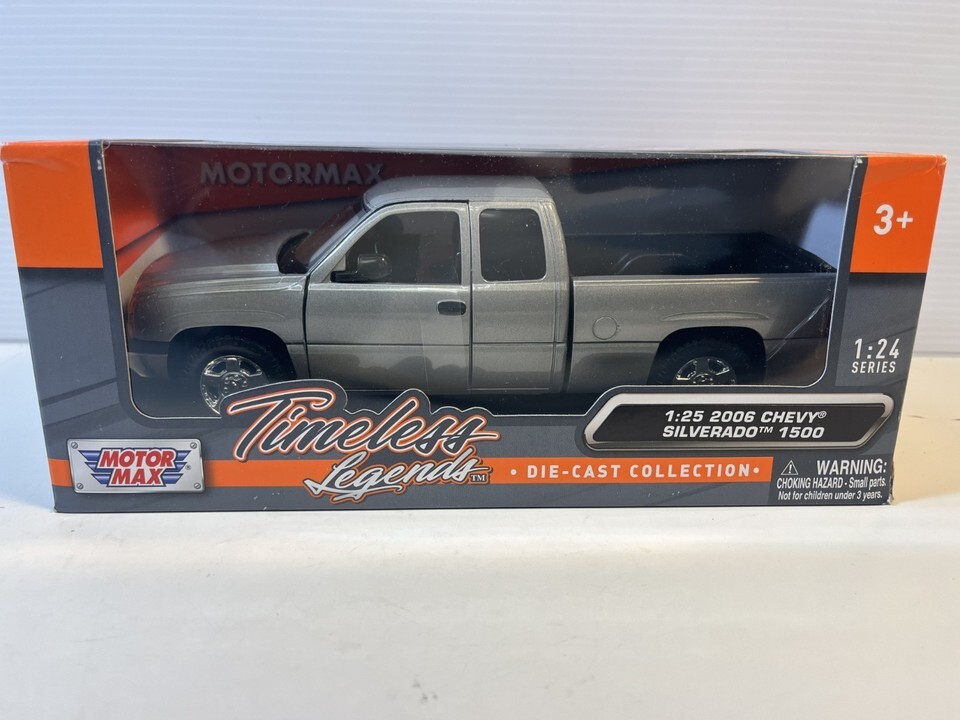 MOTORMAX
3+
1:24
SERIES
Timeless
Legends™
1:25 2006 CHEVY®
SILVERADO™ 1500
MOTOR
MAX®
• DIE-CAST COLLECTION •
⚠ WARNING:
CHOKING HAZARD - Small parts.
Not for children under 3 years.